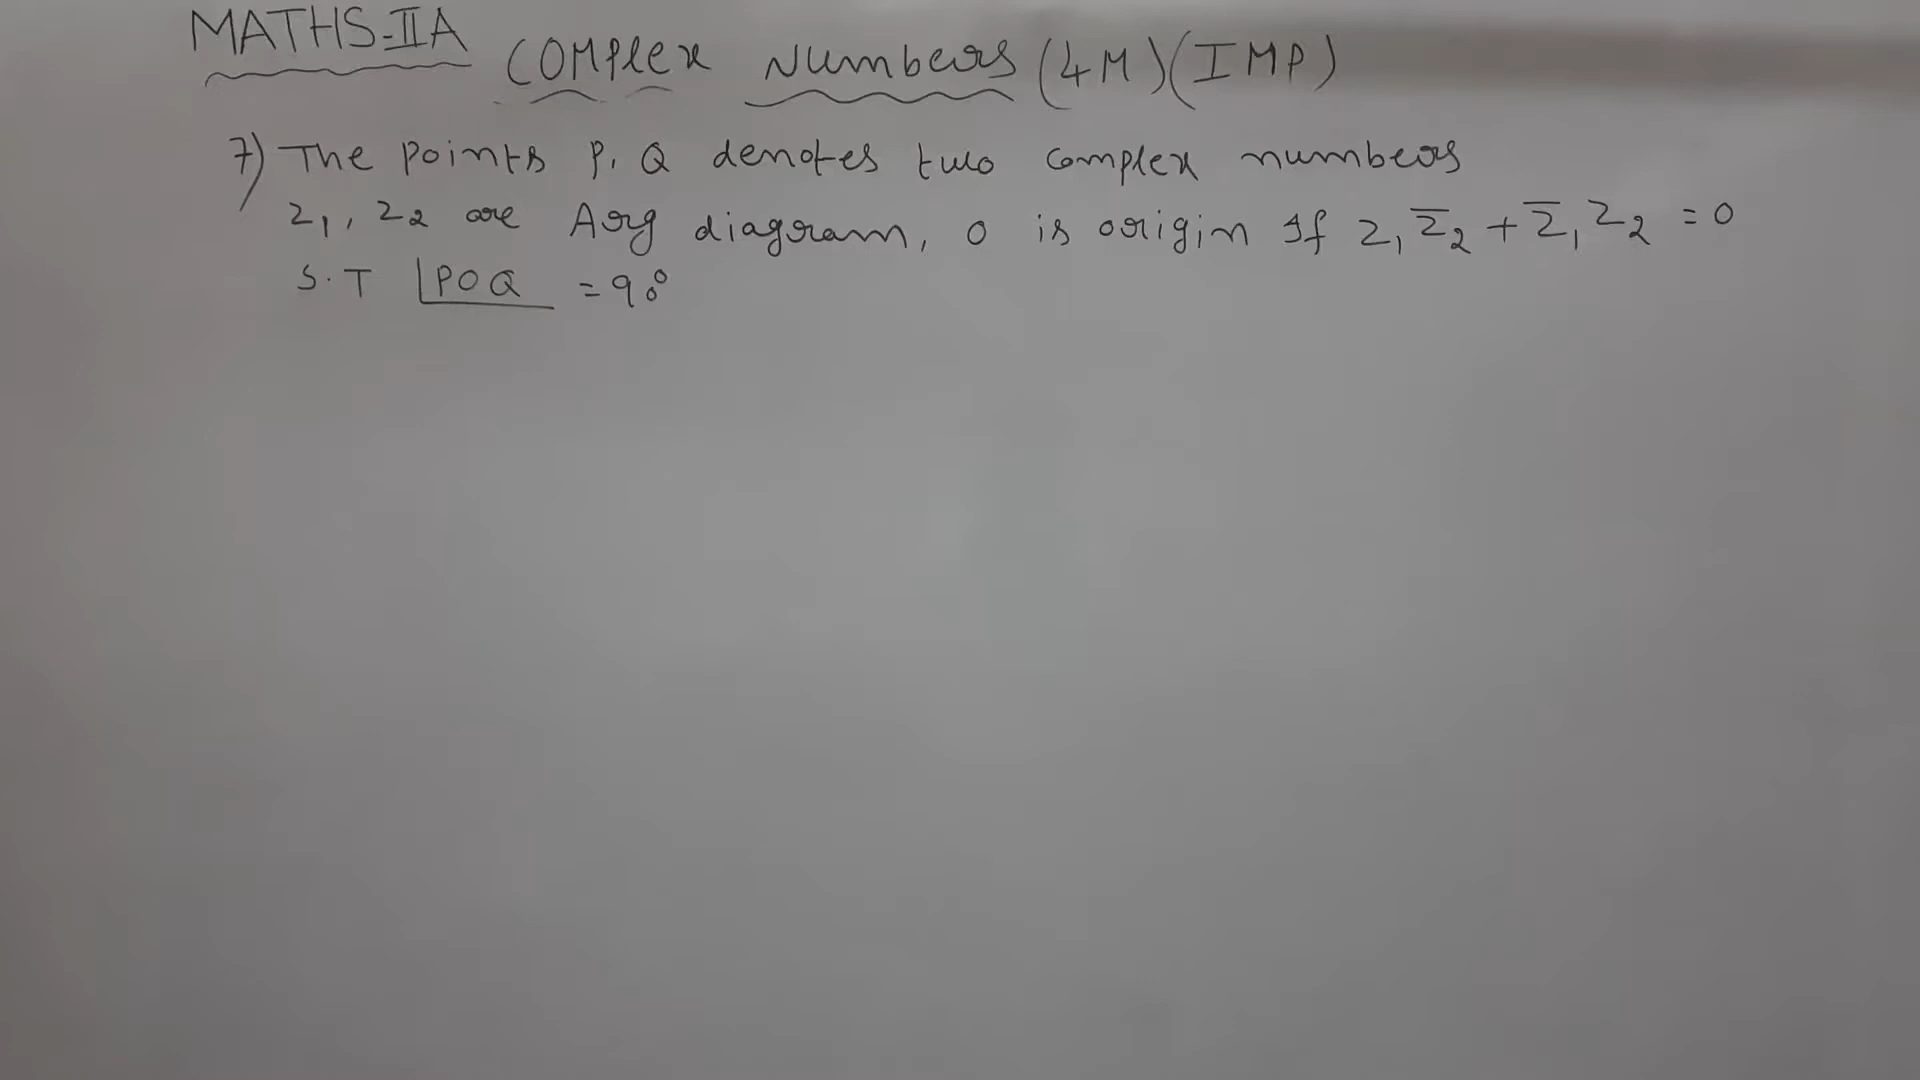 MATHS-IIA COMPlex Numbers (4M)(IMP)
7) The points P, Q denotes two complex numbers
z₁, z₂ are Arg diagram, O is origin If z₁z̅₂ + z̅₁z₂ = 0
S.T ∠POQ = 90°